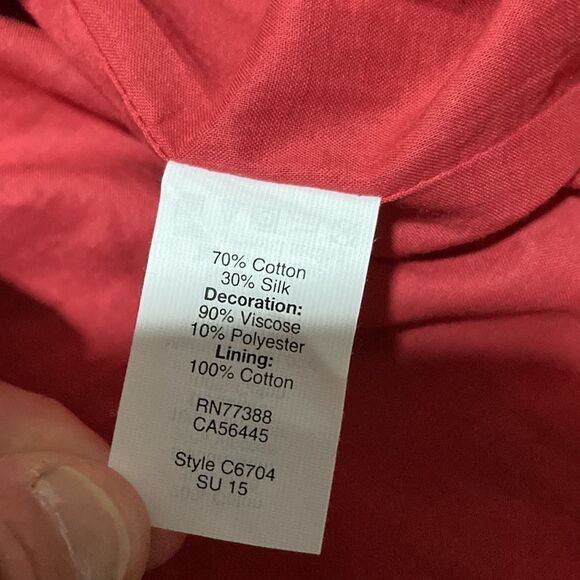 70% Cotton
30% Silk
Decoration:
90% Viscose
10% Polyester
Lining:
100% Cotton
RN77388
CA56445
Style C6704
SU 15